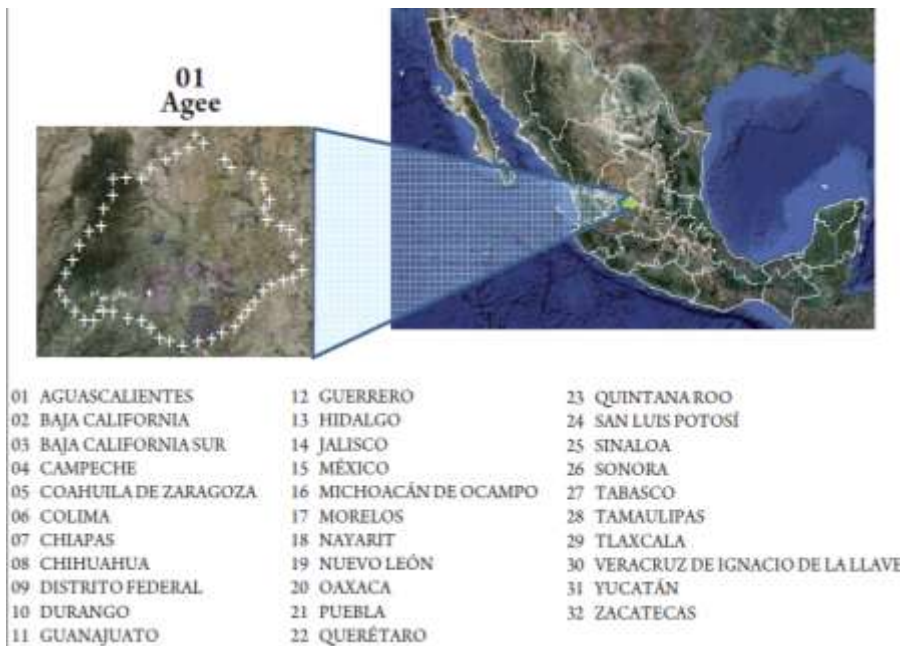 01
Agee
01 AGUASCALIENTES
02 BAJA CALIFORNIA
03 BAJA CALIFORNIA SUR
04 CAMPECHE
05 COAHUILA DE ZARAGOZA
06 COLIMA
07 CHIAPAS
08 CHIHUAHUA
09 DISTRITO FEDERAL
10 DURANGO
11 GUANAJUATO
12 GUERRERO
13 HIDALGO
14 JALISCO
15 MÉXICO
16 MICHOACÁN DE OCAMPO
17 MORELOS
18 NAYARIT
19 NUEVO LEÓN
20 OAXACA
21 PUEBLA
22 QUERÉTARO
23 QUINTANA ROO
24 SAN LUIS POTOSÍ
25 SINALOA
26 SONORA
27 TABASCO
28 TAMAULIPAS
29 TLAXCALA
30 VERACRUZ DE IGNACIO DE LA LLAVE
31 YUCATÁN
32 ZACATECAS